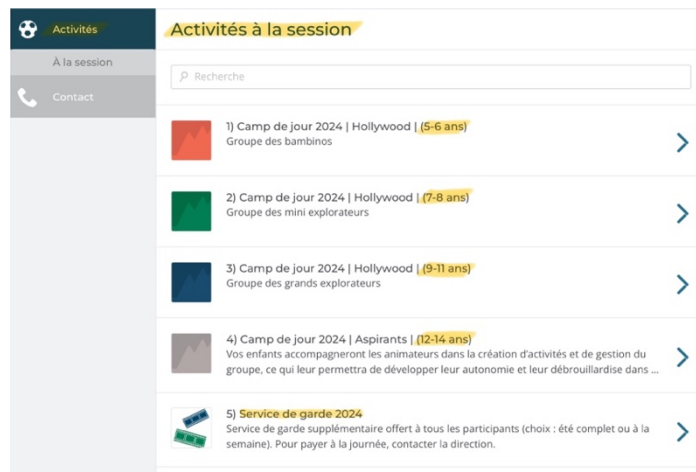 Activités
Activités à la session
À la session
Recherche
Contact
1) Camp de jour 2024 | Hollywood | (5-6 ans)
Groupe des bambinos
2) Camp de jour 2024 | Hollywood | (7-8 ans)
Groupe des mini explorateurs
3) Camp de jour 2024 | Hollywood | (9-11 ans)
Groupe des grands explorateurs
4) Camp de jour 2024 | Aspirants | (12-14 ans)
Vos enfants accompagneront les animateurs dans la création d'activités et de gestion du
groupe, ce qui leur permettra de développer leur autonomie et leur débrouillardise dans ...
5) Service de garde 2024
Service de garde supplémentaire offert à tous les participants (choix : été complet ou à la
semaine). Pour payer à la journée, contacter la direction.